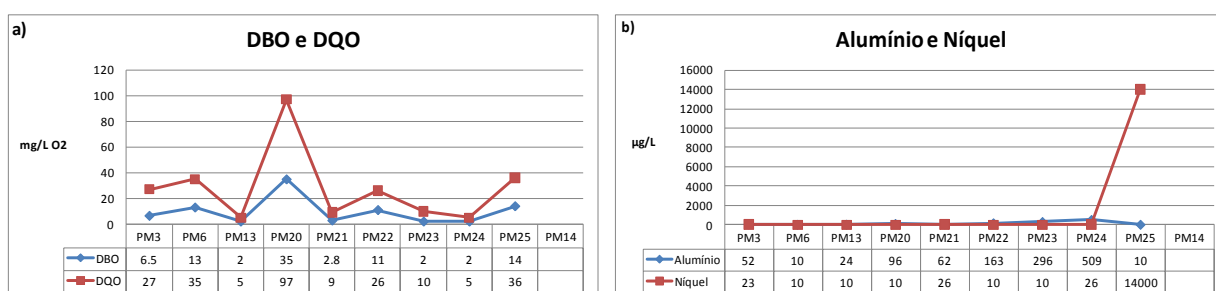 a)
DBO e DQO
120
100
80
60
40
20
0
mg/L O2
PM3 PM6 PM13 PM20 PM21 PM22 PM23 PM24 PM25 PM14
DBO 6.5 13 2 35 2.8 11 2 2 14
DQO 27 35 5 97 9 26 10 5 36
b)
Alumínio e Níquel
16000
14000
12000
10000
8000
6000
4000
2000
0
µg/L
PM3 PM6 PM13 PM20 PM21 PM22 PM23 PM24 PM25 PM14
Alumínio 52 10 24 96 62 163 296 509 10
Níquel 23 10 10 10 26 10 10 26 14000